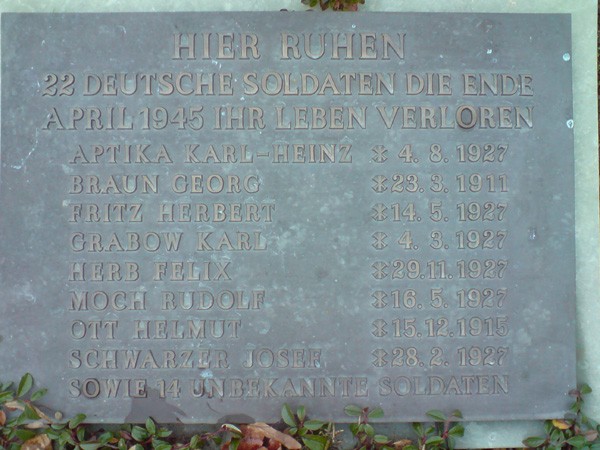 HIER RUHEN
22 DEUTSCHE SOLDATEN DIE ENDE
APRIL 1945 IHR LEBEN VERLOREN
APTIKA KARL-HEINZ * 4. 8. 1927
BRAUN GEORG *23. 3. 1911
FRITZ HERBERT *14. 5. 1927
GRABOW KARL * 4. 3. 1927
HERB FELIX *29. 11. 1927
MOCH RUDOLF *16. 5. 1927
OTT HELMUT *15. 12. 1915
SCHWARZER JOSEF *28. 2. 1927
SOWIE 14 UNBEKANNTE SOLDATEN